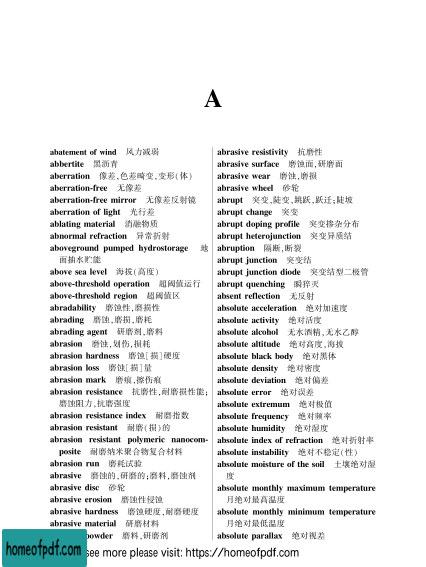 A
abatement of wind 风力减弱
abbertite 黑沥青
aberration 像差,色差畸变,变形(体)
aberration-free 无像差
aberration-free mirror 无像差反射镜
aberration of light 光行差
ablating material 消融物质
abnormal refraction 异常折射
aboveground pumped hydrostorage 地
面抽水贮能
above sea level 海拔(高度)
above-threshold operation 超阈值运行
above-threshold region 超阈值区
abradability 磨蚀性,磨损性
abrading 磨蚀,磨损,磨耗
abrading agent 研磨剂,磨料
abrasion 磨蚀,划伤,损耗
abrasion hardness 磨蚀[损]硬度
abrasion loss 磨蚀[损]量
abrasion mark 磨痕,擦伤痕
abrasion resistance 抗磨性,耐磨损性能;
磨蚀阻力,抗磨强度
abrasion resistance index 耐磨指数
abrasion resistant 耐磨(损)的
abrasion resistant polymeric nanocom-
posite 耐磨纳米聚合物复合材料
abrasion run 磨耗试验
abrasive 磨蚀的,研磨的;磨料,磨蚀剂
abrasive disc 砂轮
abrasive erosion 磨蚀性侵蚀
abrasive hardness 磨蚀硬度,耐磨硬度
abrasive material 研磨材料
powder 磨料,研磨剂
abrasive resistivity 抗磨性
abrasive surface 磨蚀面,研磨面
abrasive wear 磨蚀,磨损
abrasive wheel 砂轮
abrupt 突变,陡变,跳跃,跃迁;陡坡
abrupt change 突变
abrupt doping profile 突变掺杂分布
abrupt heterojunction 突变异质结
abruption 隔断,断裂
abrupt junction 突变结
abrupt junction diode 突变结型二极管
abrupt quenching 瞬猝灭
absent reflection 无反射
absolute acceleration 绝对加速度
absolute activity 绝对活度
absolute alcohol 无水酒精,无水乙醇
absolute altitude 绝对高度,海拔
absolute black body 绝对黑体
absolute density 绝对密度
absolute deviation 绝对偏差
absolute error 绝对误差
absolute extremum 绝对极值
absolute frequency 绝对频率
absolute humidity 绝对湿度
absolute index of refraction 绝对折射率
absolute instability 绝对不稳定(性)
absolute moisture of the soil 土壤绝对湿
度
absolute monthly maximum temperature
月绝对最高温度
absolute monthly minimum temperature
月绝对最低温度
absolute parallax 绝对视差
homeofpdf.com
see more please visit: https://homeofpdf.com